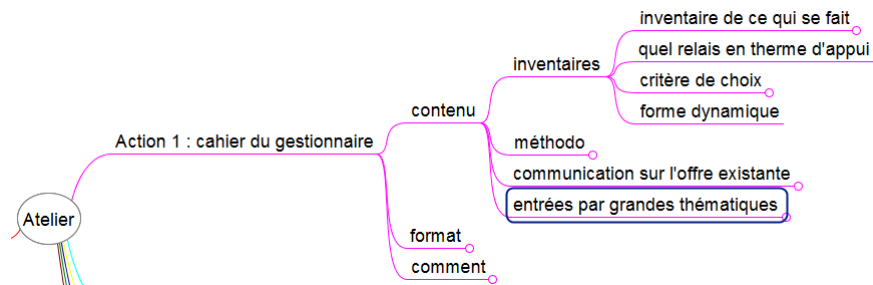 inventaire de ce qui se fait
quel relais en therme d'appui
inventaires
critère de choix
contenu
forme dynamique
Action 1 : cahier du gestionnaire
méthodo
communication sur l'offre existante
entrées par grandes thématiques
Atelier
format
comment